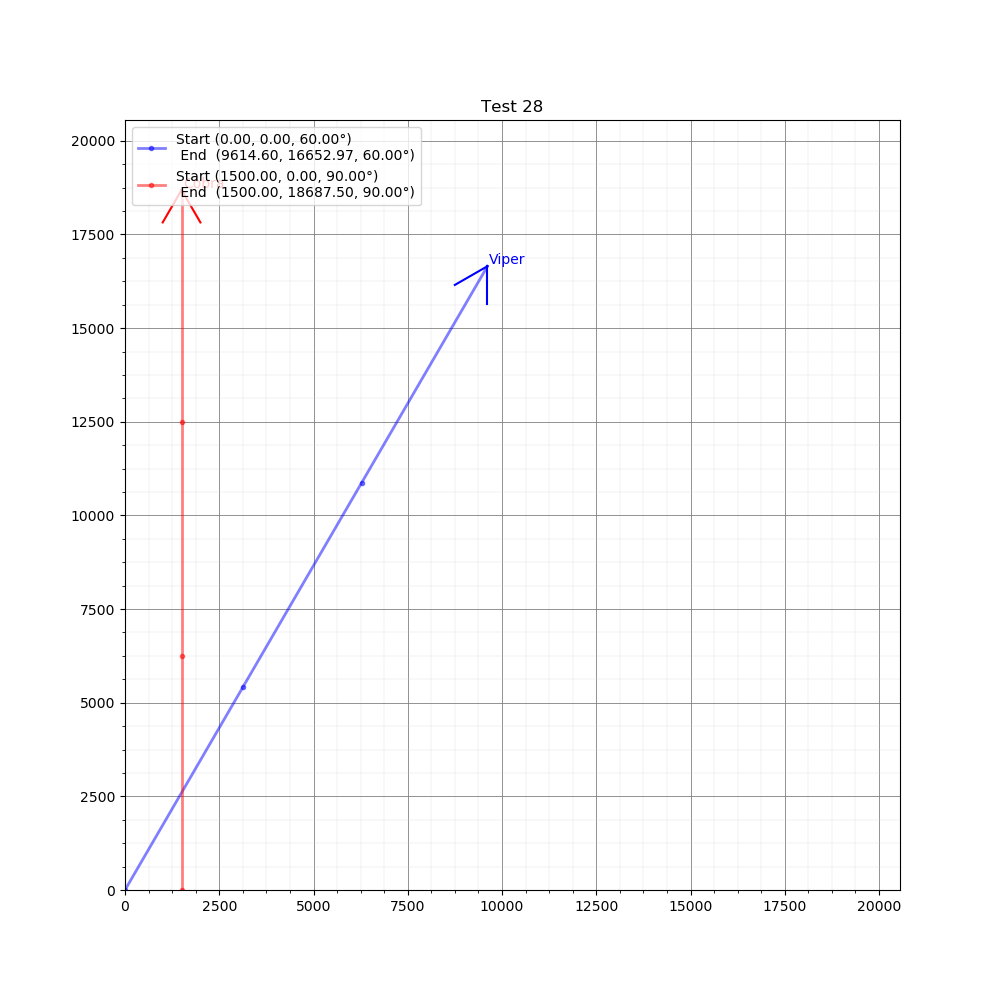 Test 28
Start (0.00, 0.00, 60.00°)
End (9614.60, 16652.97, 60.00°)
Start (1500.00, 0.00, 90.00°)
End (1500.00, 18687.50, 90.00°)
Viper
20000
17500
15000
12500
10000
7500
5000
2500
0
0 2500 5000 7500 10000 12500 15000 17500 20000